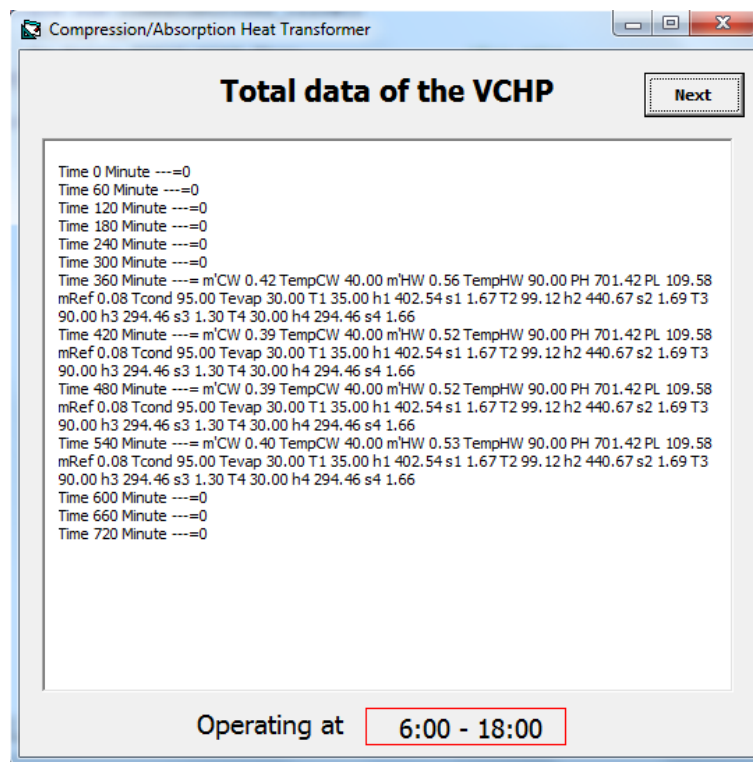 Compression/Absorption Heat Transformer
Total data of the VCHP
Next
Time 0 Minute ---=0
Time 60 Minute ---=0
Time 120 Minute ---=0
Time 180 Minute ---=0
Time 240 Minute ---=0
Time 300 Minute ---=0
Time 360 Minute ---= m'CW 0.42 TempCW 40.00 m'HW 0.56 TempHW 90.00 PH 701.42 PL 109.58
mRef 0.08 Tcond 95.00 Tevap 30.00 T1 35.00 h1 402.54 s1 1.67 T2 99.12 h2 440.67 s2 1.69 T3
90.00 h3 294.46 s3 1.30 T4 30.00 h4 294.46 s4 1.66
Time 420 Minute ---= m'CW 0.39 TempCW 40.00 m'HW 0.52 TempHW 90.00 PH 701.42 PL 109.58
mRef 0.08 Tcond 95.00 Tevap 30.00 T1 35.00 h1 402.54 s1 1.67 T2 99.12 h2 440.67 s2 1.69 T3
90.00 h3 294.46 s3 1.30 T4 30.00 h4 294.46 s4 1.66
Time 480 Minute ---= m'CW 0.39 TempCW 40.00 m'HW 0.52 TempHW 90.00 PH 701.42 PL 109.58
mRef 0.08 Tcond 95.00 Tevap 30.00 T1 35.00 h1 402.54 s1 1.67 T2 99.12 h2 440.67 s2 1.69 T3
90.00 h3 294.46 s3 1.30 T4 30.00 h4 294.46 s4 1.66
Time 540 Minute ---= m'CW 0.40 TempCW 40.00 m'HW 0.53 TempHW 90.00 PH 701.42 PL 109.58
mRef 0.08 Tcond 95.00 Tevap 30.00 T1 35.00 h1 402.54 s1 1.67 T2 99.12 h2 440.67 s2 1.69 T3
90.00 h3 294.46 s3 1.30 T4 30.00 h4 294.46 s4 1.66
Time 600 Minute ---=0
Time 660 Minute ---=0
Time 720 Minute ---=0
Operating at 6:00 - 18:00